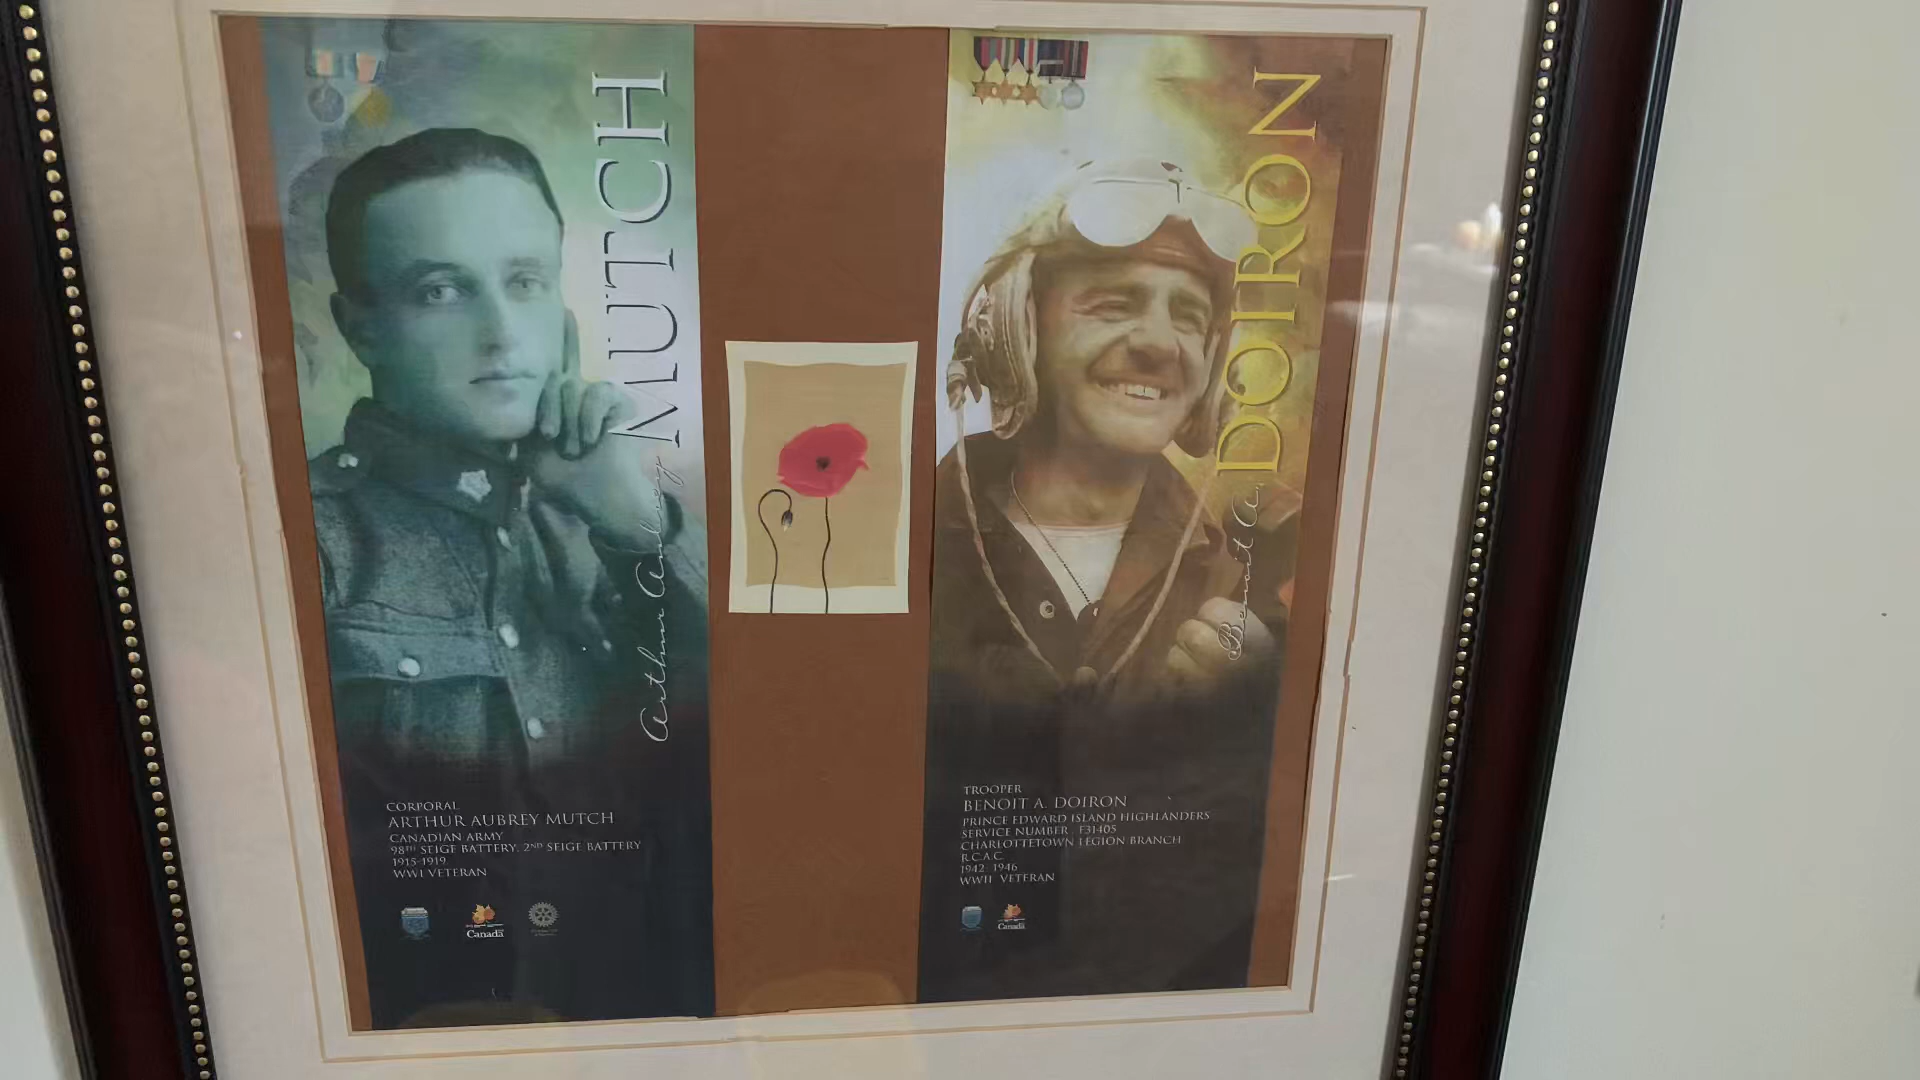 MUTCH
Arthur Aubrey
CORPORAL
ARTHUR AUBREY MUTCH
CANADIAN ARMY
98TH SEIGE BATTERY, 2ND SEIGE BATTERY
1915-1919
WWI VETERAN
Canada
DOIRON
Benoit A.
TROOPER
BENOIT A. DOIRON
PRINCE EDWARD ISLAND HIGHLANDERS
SERVICE NUMBER F31405
CHARLOTTETOWN LEGION BRANCH
R.C.A.C.
1942 1946
WWII VETERAN
Canada